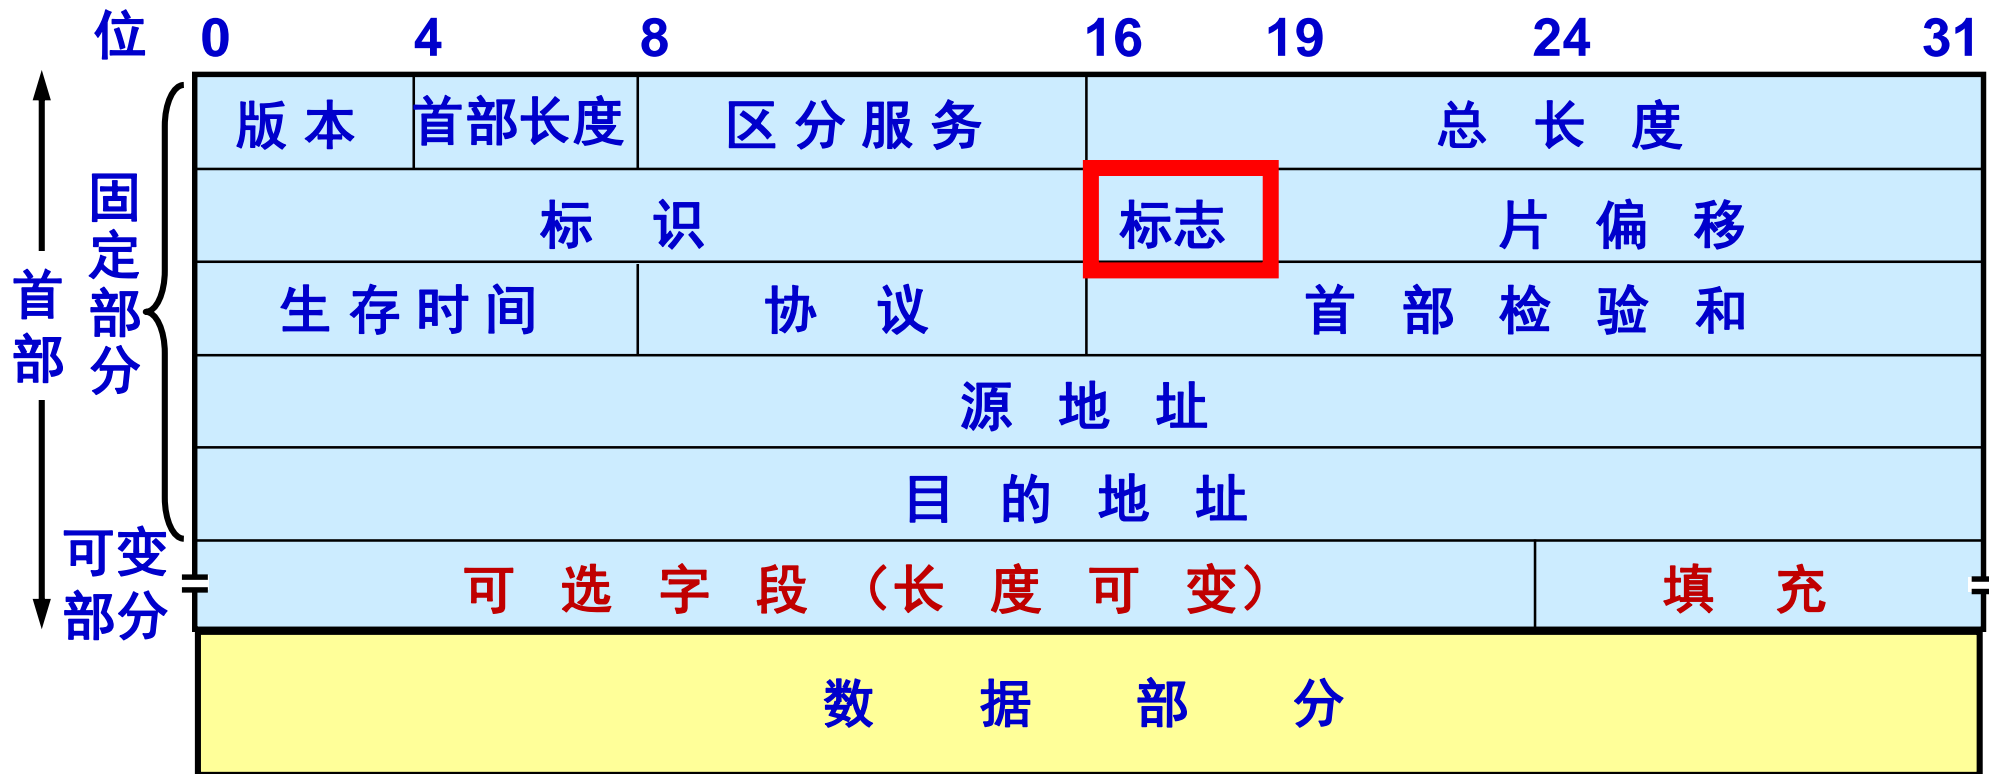 位 0 4 8 16 19 24 31
版本 首部长度 区分服务 总长度
标识 标志 片偏移
生存时间 协议 首部检验和
源地址
目的地址
可选字段（长度可变） 填充
数据部分
首部
固定部分
可变
部分